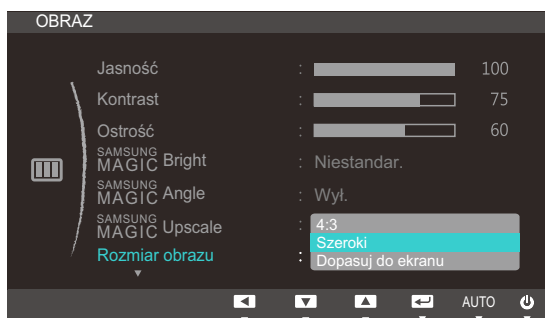 OBRAZ
Jasność : 100
Kontrast : 75
Ostrość : 60
SAMSUNG MAGIC Bright : Niestandar.
SAMSUNG MAGIC Angle : Wył.
SAMSUNG MAGIC Upscale : 4:3
Szeroki
Rozmiar obrazu : Dopasuj do ekranu
AUTO